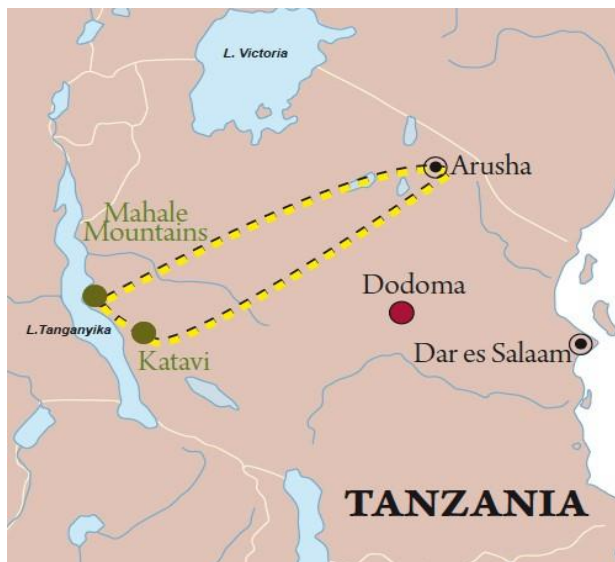 L. Victoria
Arusha
Mahale
Mountains
Dodoma
L.Tanganyika
Dar es Salaam
Katavi
TANZANIA